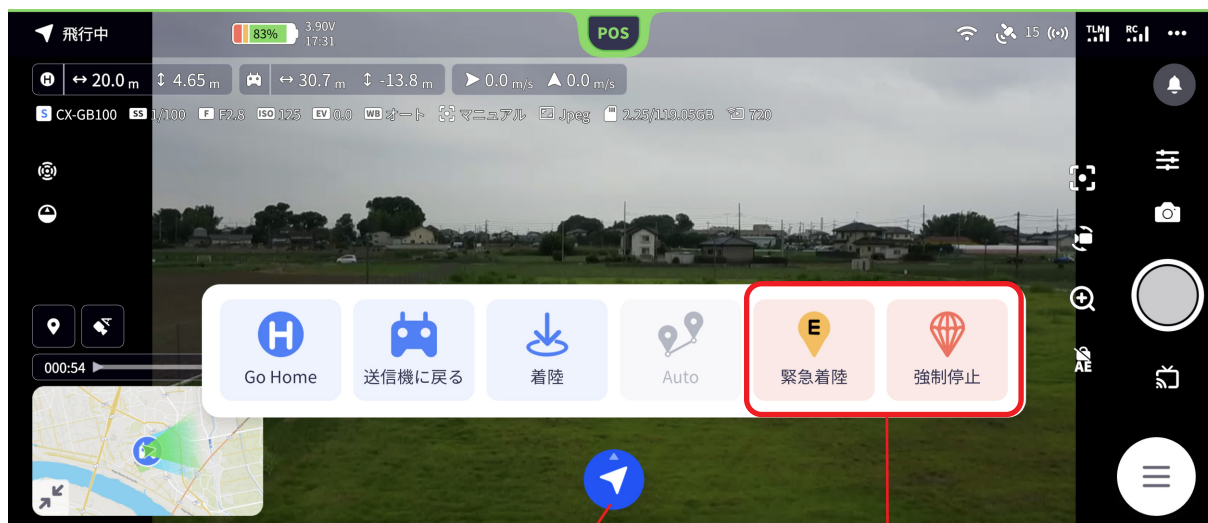 飛行中 83% 3.90V POS 15 TLM RC
17:31
H ↔ 20.0 m ↕ 4.65 m ↔ 30.7 m ↕ -13.8 m 0.0 m/s 0.0 m/s
S CX-GB100 SS 1/100 F F2.8 ISO 125 EV 0.0 WB オート マニュアル Jpeg 2.25/119.05GB 720
000:54
H E
Go Home 送信機に戻る 着陸 Auto 緊急着陸 強制停止
AE